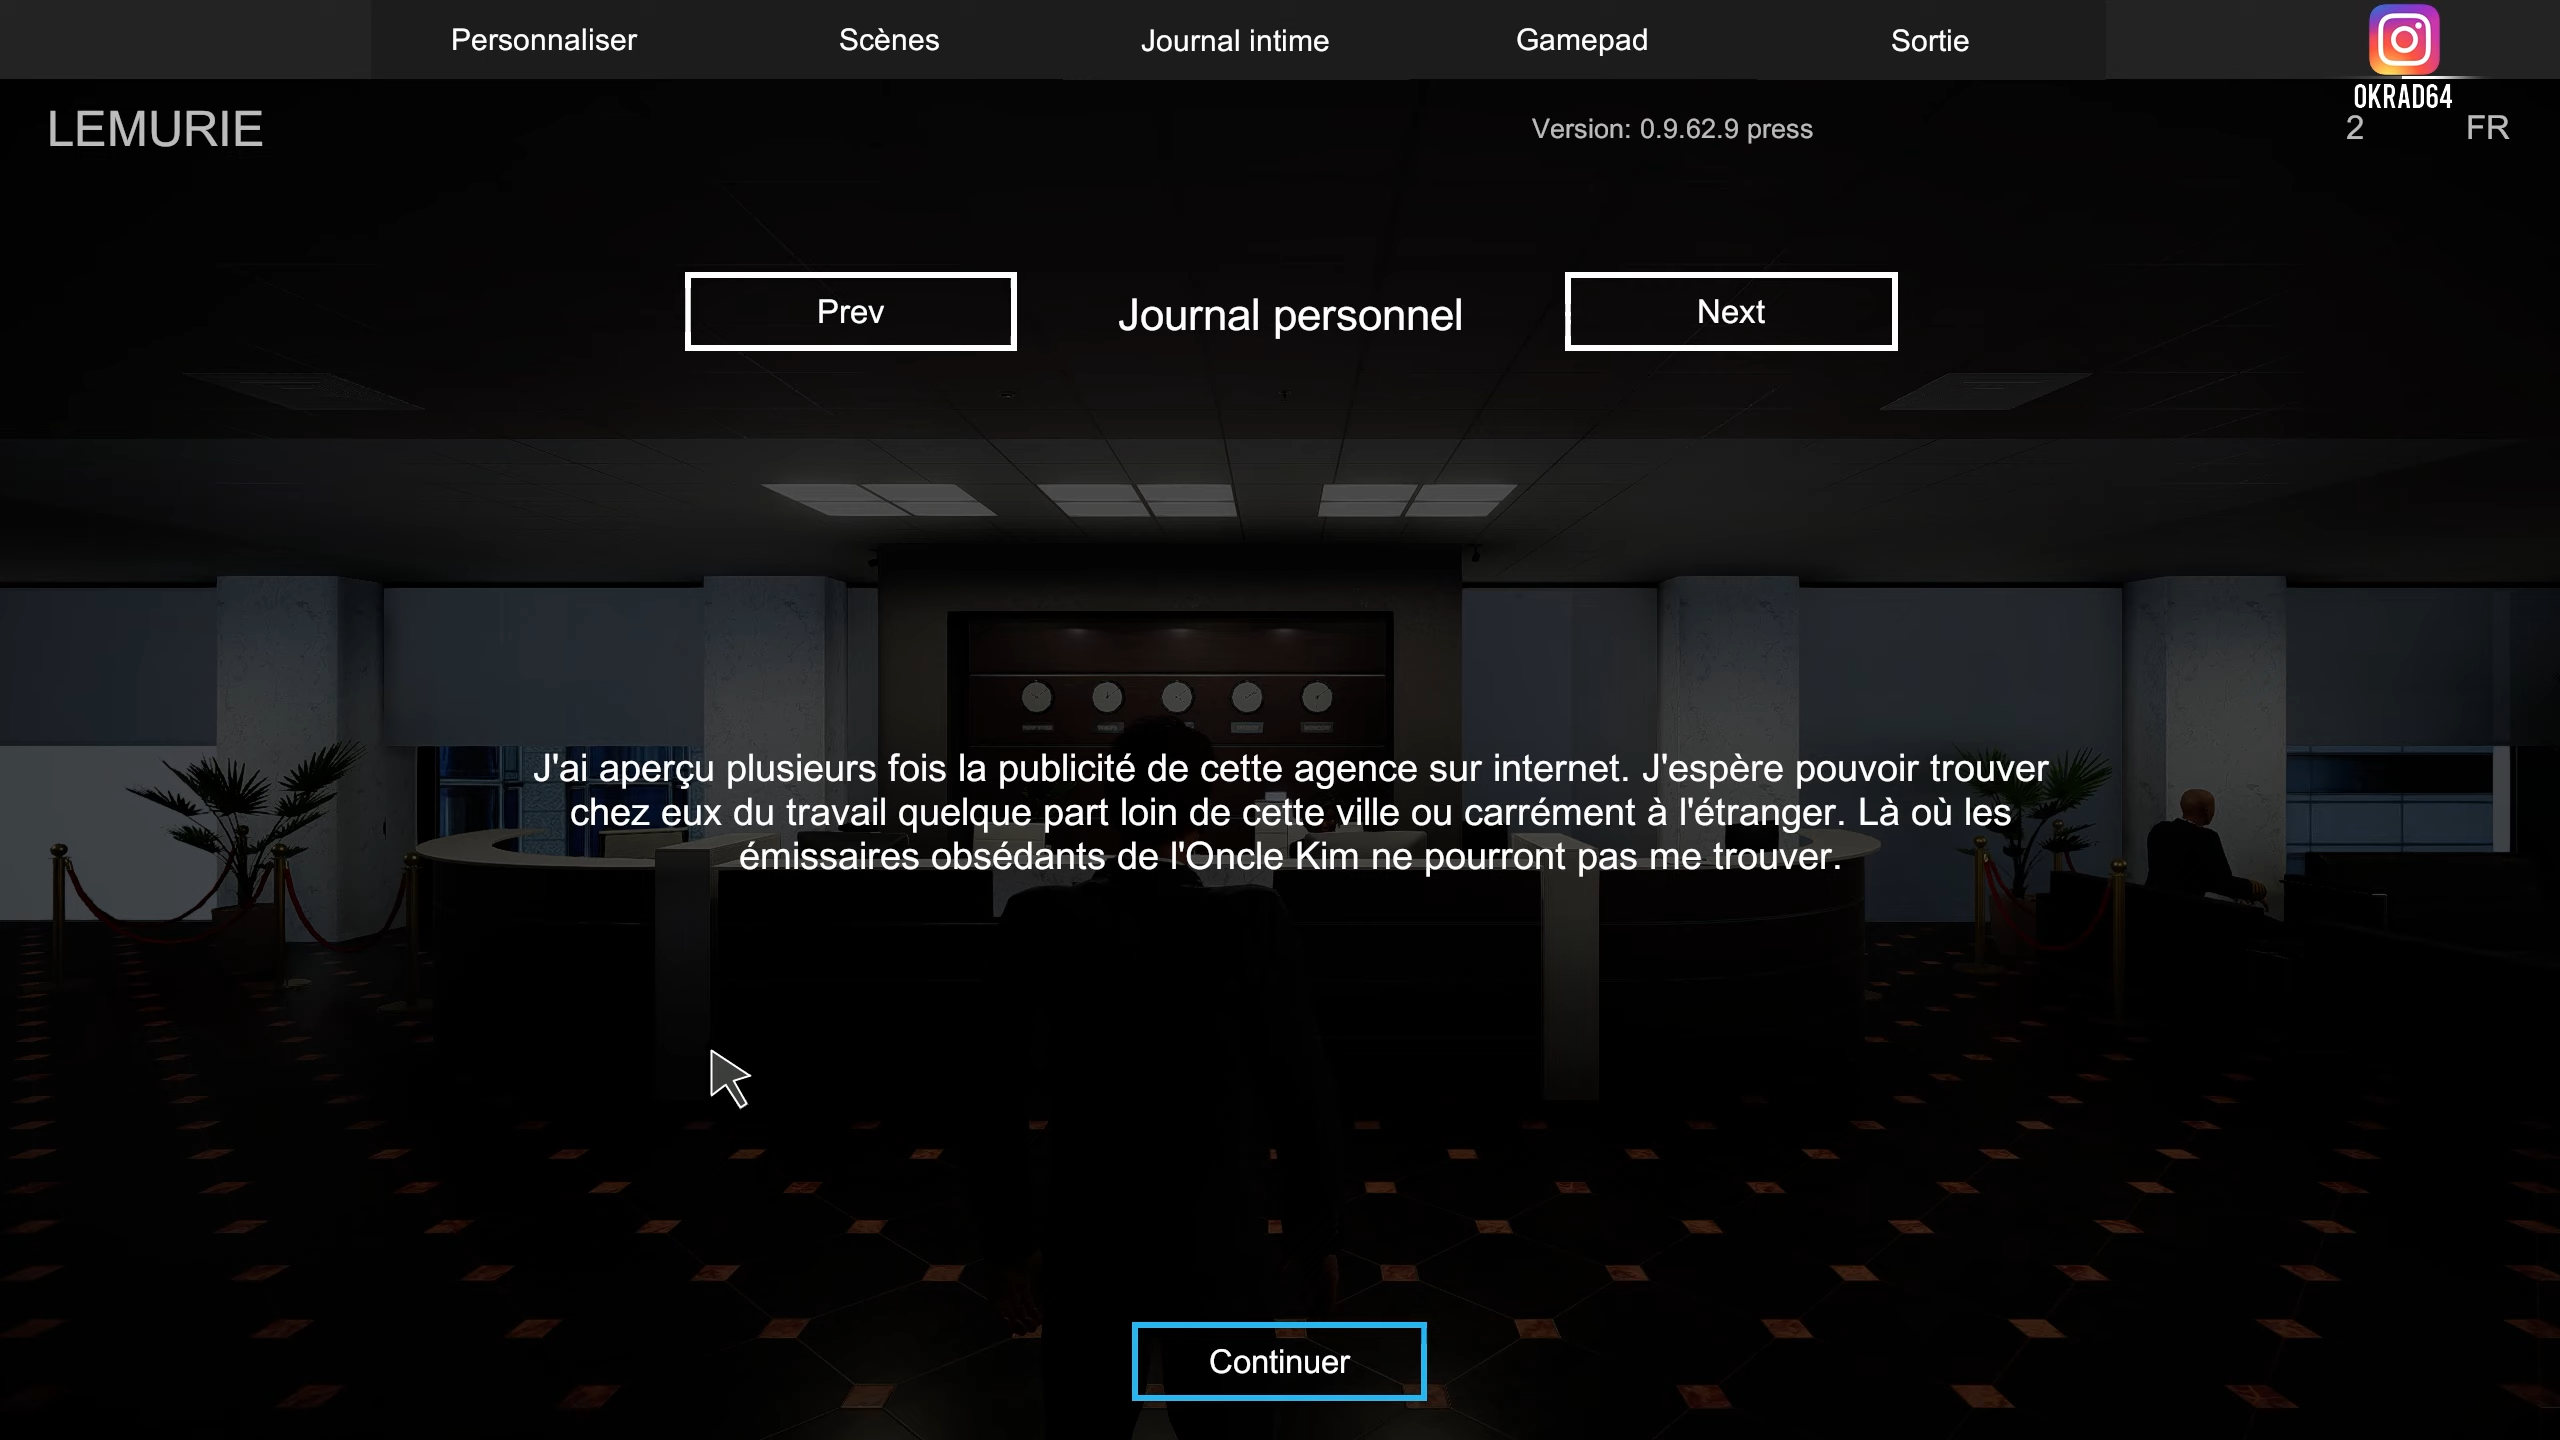 Personnaliser
Scènes
Journal intime
Gamepad
Sortie
OKRAD64
LEMURIE
Version: 0.9.62.9 press
2
FR
Prev
Journal personnel
Next
J'ai aperçu plusieurs fois la publicité de cette agence sur internet. J'espère pouvoir trouver
chez eux du travail quelque part loin de cette ville ou carrément à l'étranger. Là où les
émissaires obsédants de l'Oncle Kim ne pourront pas me trouver.
Continuer